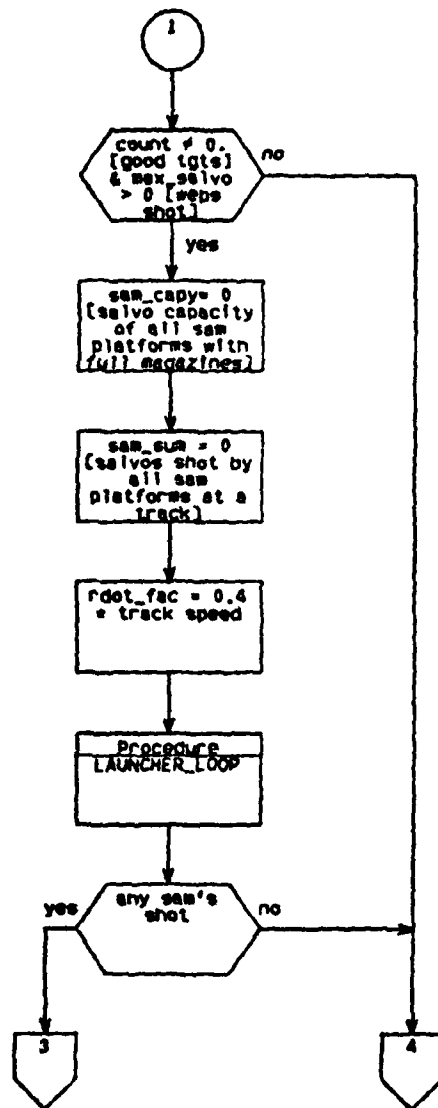 1
count ≠ 0.
[good tgts]
& max_salvo
> 0 [weps
shot]
no
yes
sam_capy= 0
[salvo capacity
of all sam
platforms with
full magazines]
sam_sum = 0
[salvos shot by
all sam
platforms at a
track]
rdot_fac = 0.4
* track speed
Procedure
LAUNCHER_LOOP
any sam's
shot
yes
no
3
4